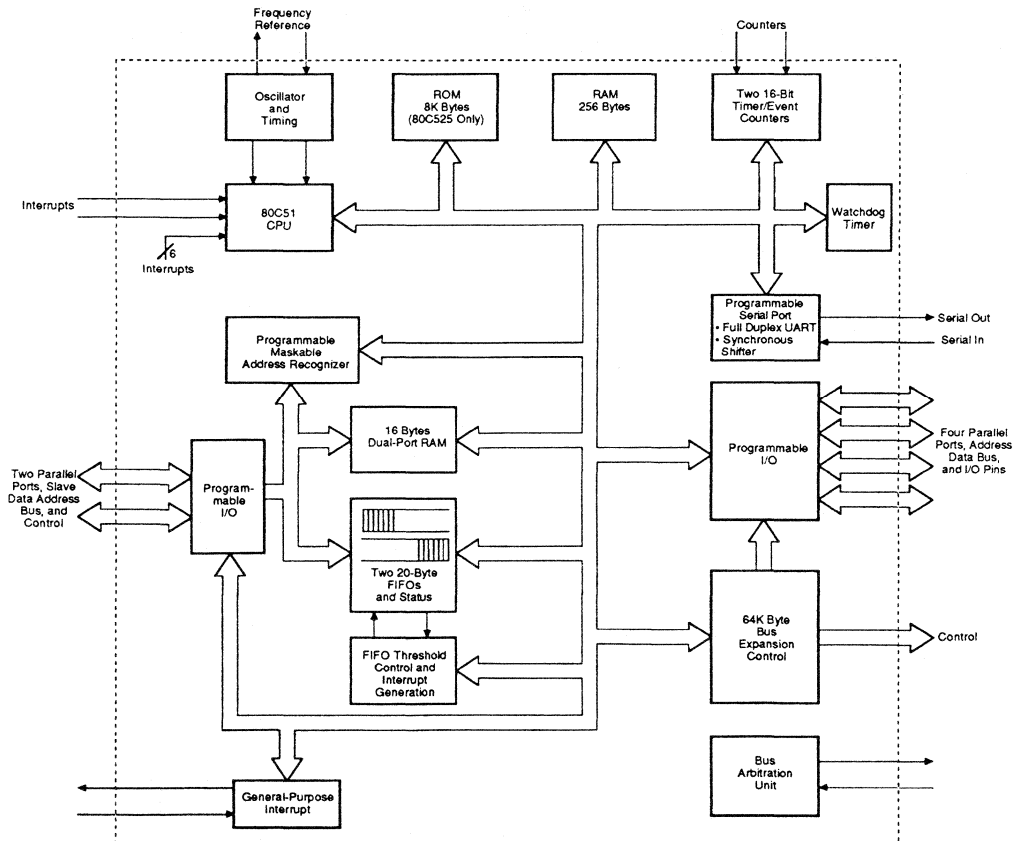 Frequency
Reference
Counters
Oscillator
and
Timing
ROM
8K Bytes
(80C525 Only)
RAM
256 Bytes
Two 16-Bit
Timer/Event
Counters
Interrupts
80C51
CPU
6
Interrupts
Watchdog
Timer
Programmable
Serial Port
• Full Duplex UART
• Synchronous
Shifter
Serial Out
Serial In
Programmable
Maskable
Address Recognizer
16 Bytes
Dual-Port RAM
Programmable
I/O
Four Parallel
Ports, Address
Data Bus,
and I/O Pins
Two Parallel
Ports, Slave
Data Address
Bus, and
Control
Program-
mable
I/O
Two 20-Byte
FIFOs
and Status
FIFO Threshold
Control and
Interrupt
Generation
64K Byte
Bus
Expansion
Control
Control
Bus
Arbitration
Unit
General-Purpose
Interrupt